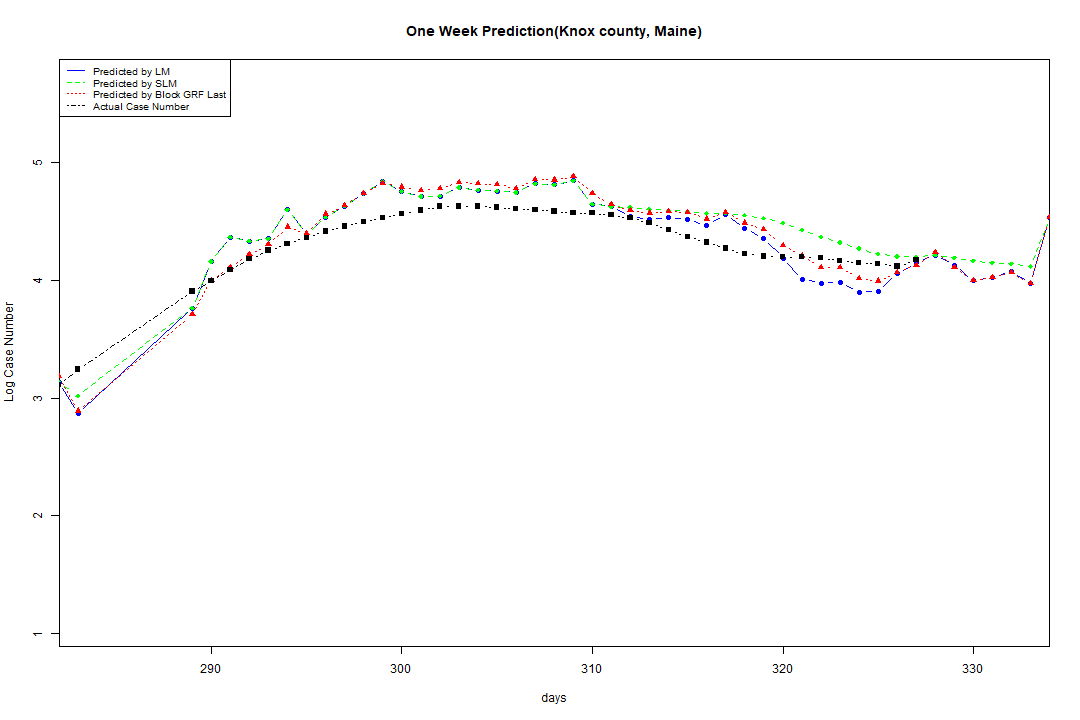 One Week Prediction(Knox county, Maine)
Predicted by LM
Predicted by SLM
Predicted by Block GRF Last
Actual Case Number
5
4
3
2
1
Log Case Number
290 300 310 320 330
days